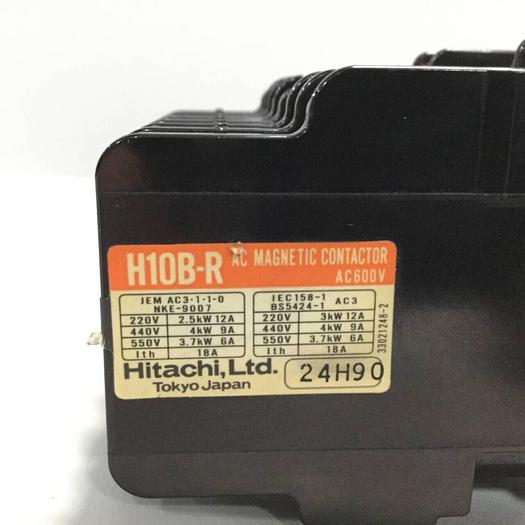 H10B-R AC MAGNETIC CONTACTOR
AC600V
JEM AC3-1-1-0
NKE-9007
220V 2.5kW 12A
440V 4kW 9A
550V 3.7kW 6A
Ith 18A
IEC158-1
BS5424-1 AC3
220V 3kW 12A
440V 4kW 9A
550V 3.7kW 6A
Ith 18A
33021248-2
Hitachi, Ltd.
Tokyo Japan
24H90